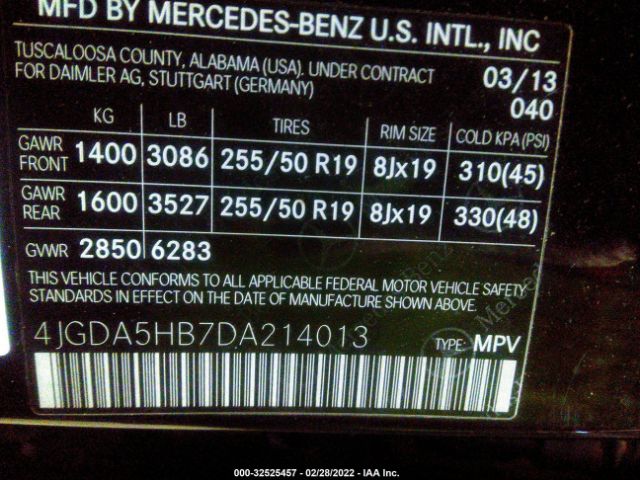 MFD BY MERCEDES-BENZ U.S. INTL., INC
TUSCALOOSA COUNTY, ALABAMA (USA). UNDER CONTRACT
FOR DAIMLER AG, STUTTGART (GERMANY)
03/13
040
KG LB TIRES RIM SIZE COLD KPA (PSI)
GAWR FRONT 1400 3086 255/50 R19 8Jx19 310(45)
GAWR REAR 1600 3527 255/50 R19 8Jx19 330(48)
GVWR 2850 6283
THIS VEHICLE CONFORMS TO ALL APPLICABLE FEDERAL MOTOR VEHICLE SAFETY
STANDARDS IN EFFECT ON THE DATE OF MANUFACTURE SHOWN ABOVE.
4JGDA5HB7DA214013 TYPE: MPV
000-32525457 - 02/28/2022 - IAA Inc.